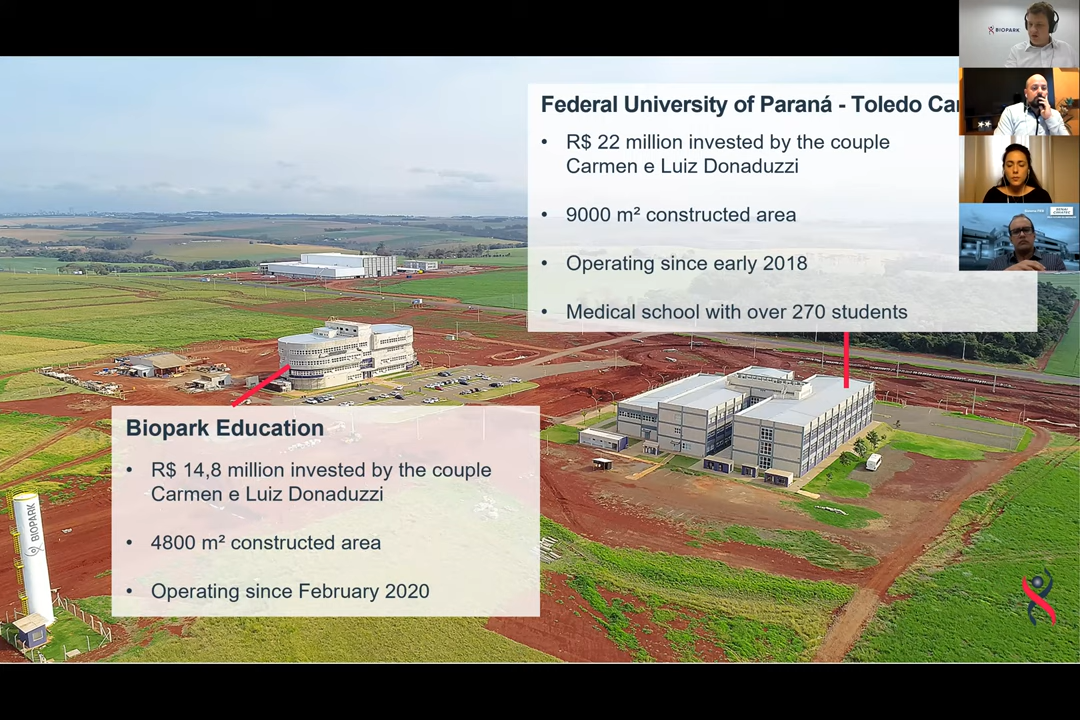 BIOPARK
Federal University of Paraná - Toledo Ca
• R$ 22 million invested by the couple
Carmen e Luiz Donaduzzi
• 9000 m² constructed area
• Operating since early 2018
• Medical school with over 270 students
Biopark Education
• R$ 14,8 million invested by the couple
Carmen e Luiz Donaduzzi
• 4800 m² constructed area
• Operating since February 2020
BIOPARK